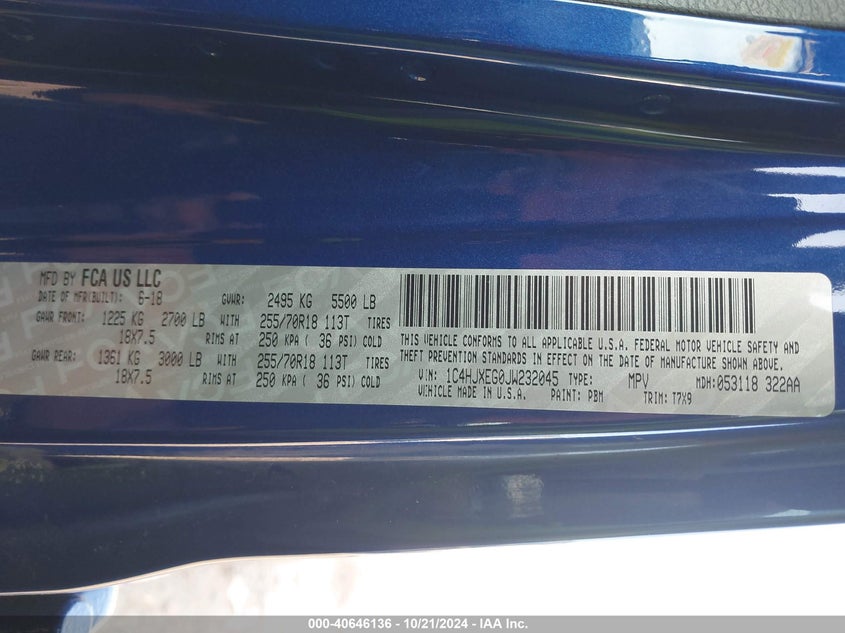 MFD BY FCA US LLC
DATE OF MFR(BUILT): 6-18 GVWR: 2495 KG 5500 LB
GAWR FRONT: 1225 KG 2700 LB WITH 255/70R18 113T TIRES
18X7.5 RIMS AT 250 KPA ( 36 PSI) COLD
GAWR REAR: 1361 KG 3000 LB WITH 255/70R18 113T TIRES
18X7.5 RIMS AT 250 KPA ( 36 PSI) COLD
THIS VEHICLE CONFORMS TO ALL APPLICABLE U.S.A. FEDERAL MOTOR VEHICLE SAFETY AND
THEFT PREVENTION STANDARDS IN EFFECT ON THE DATE OF MANUFACTURE SHOWN ABOVE.
VIN: 1C4HJXEG0JW232045 TYPE: MPV MDH: 053118 322AA
VEHICLE MADE IN U.S.A. PAINT: PBM TRIM: T7X9
000-40646136 - 10/21/2024 - IAA Inc.